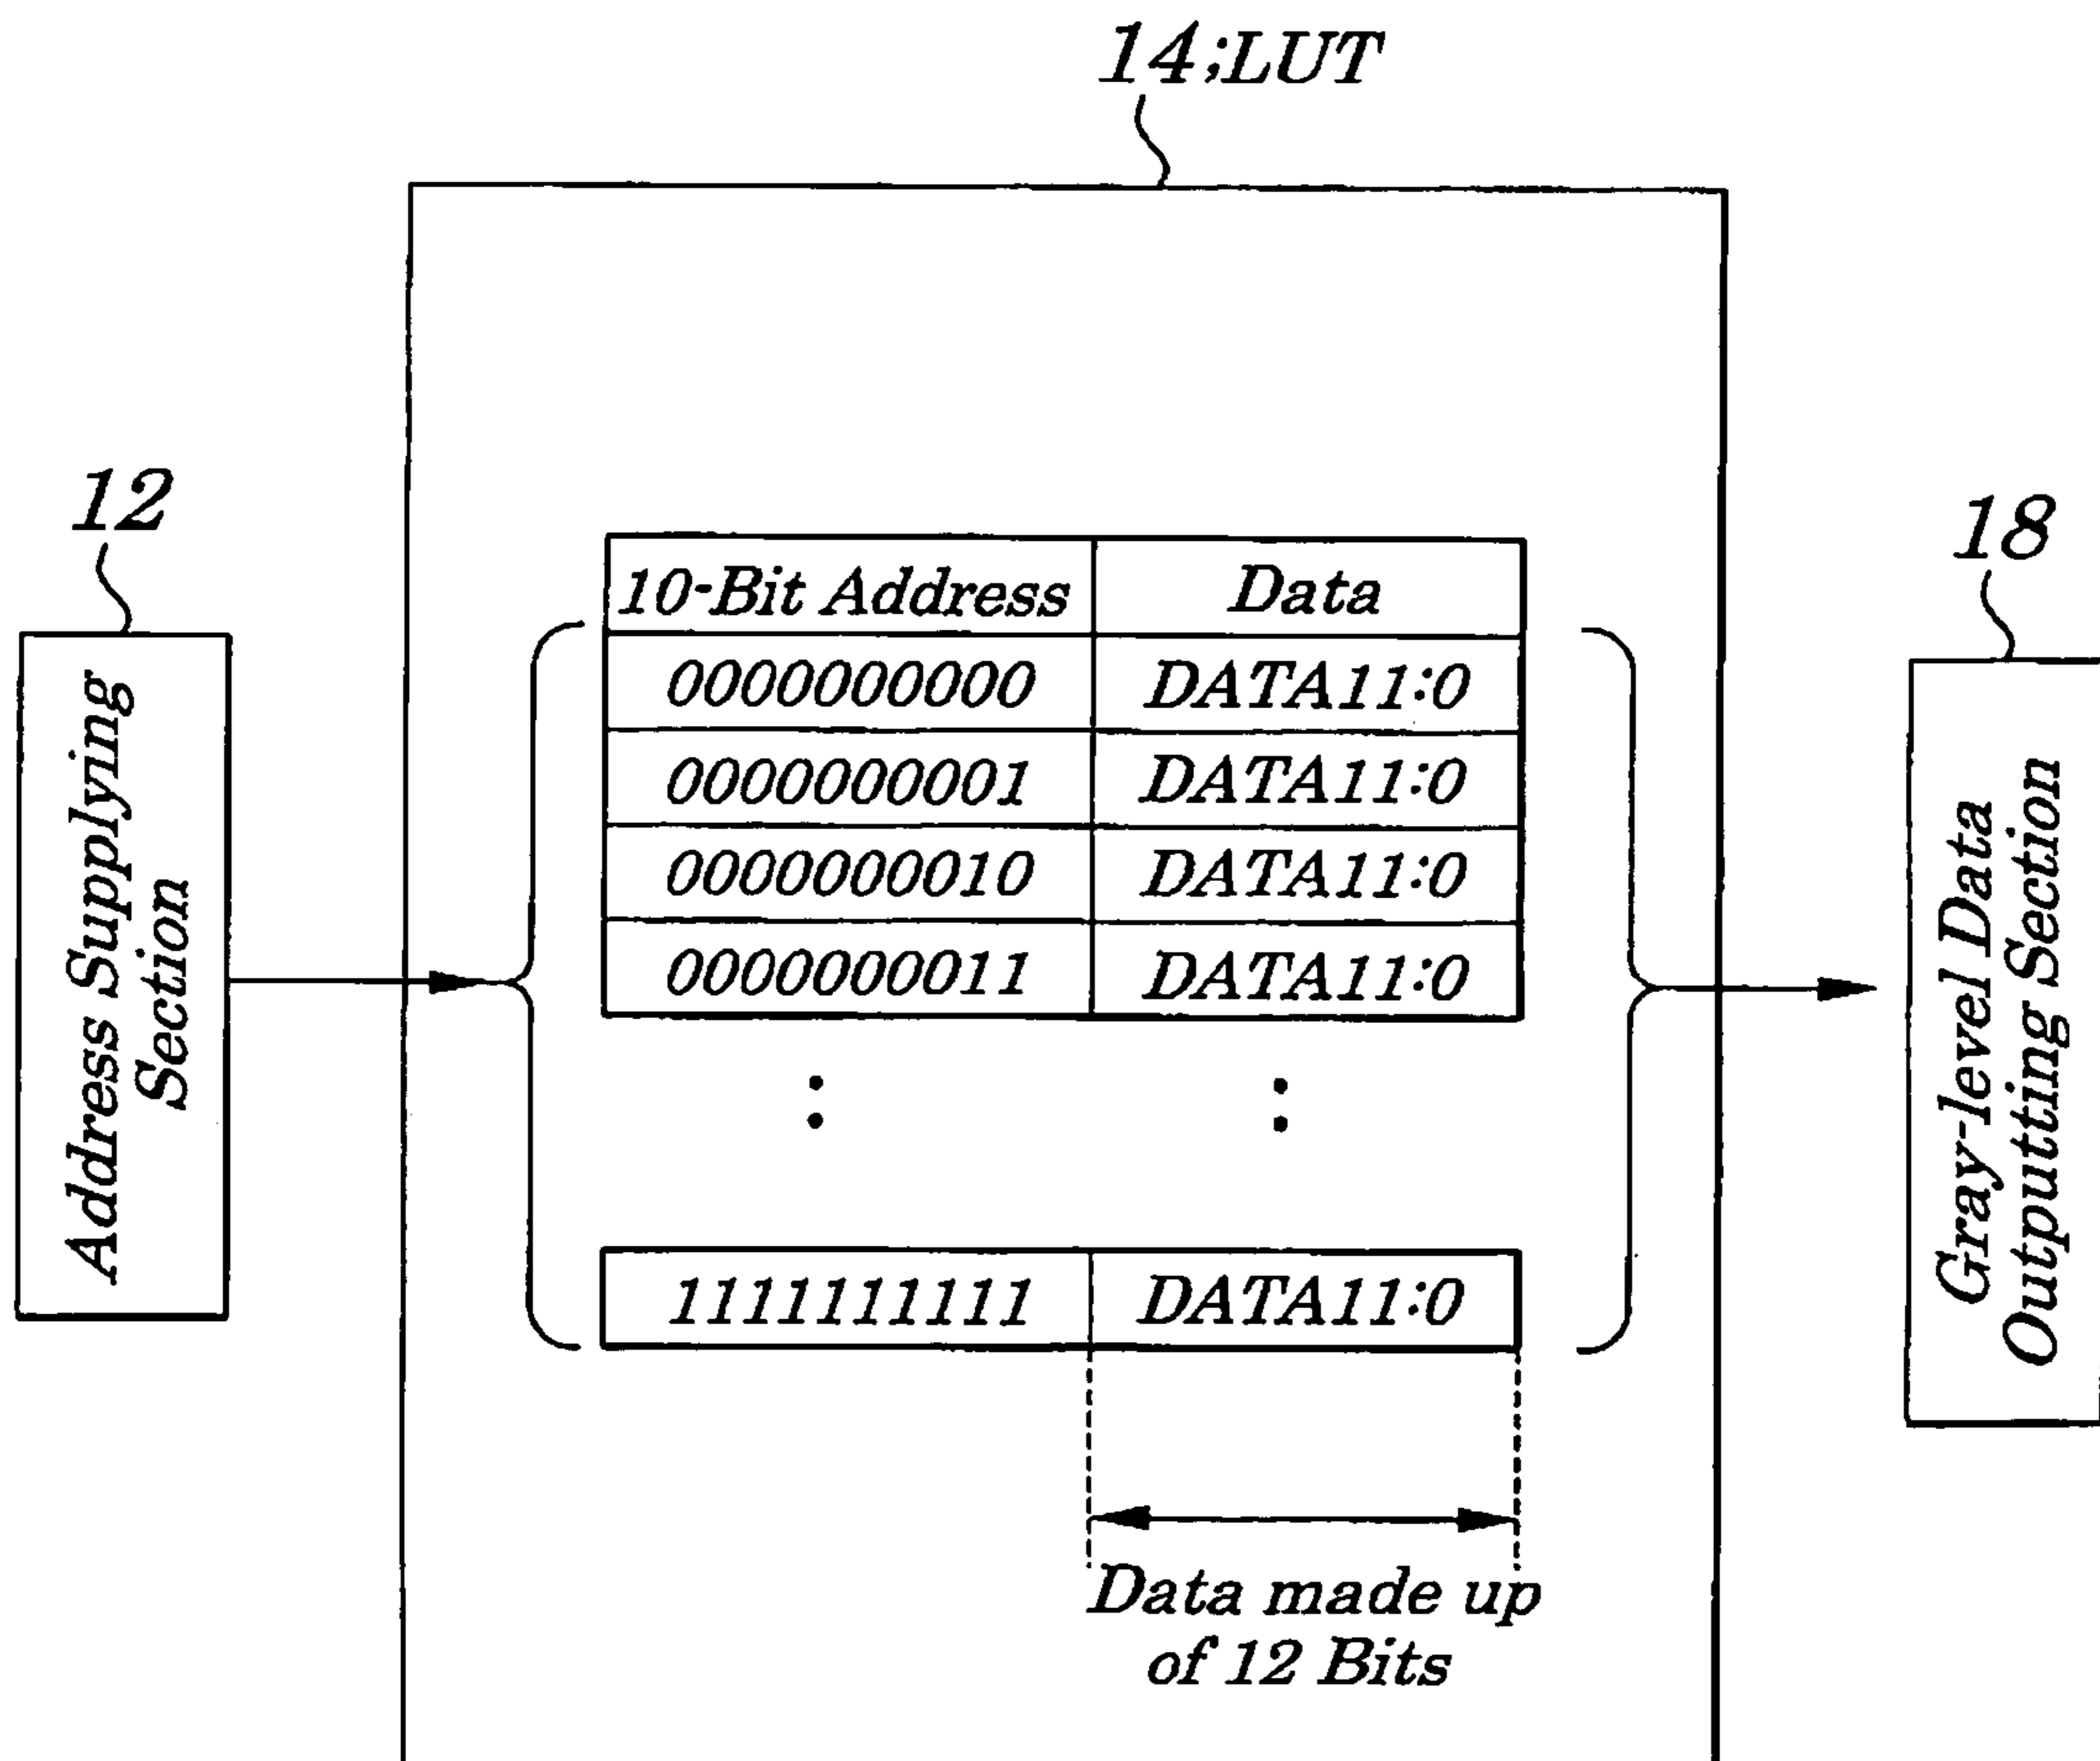 14;LUT
12
Address Supplying
Section
10-Bit Address Data
0000000000 DATA11:0
0000000001 DATA11:0
0000000010 DATA11:0
0000000011 DATA11:0
: :
1111111111 DATA11:0
Data made up
of 12 Bits
18
Gray-level Data
Outputting Section